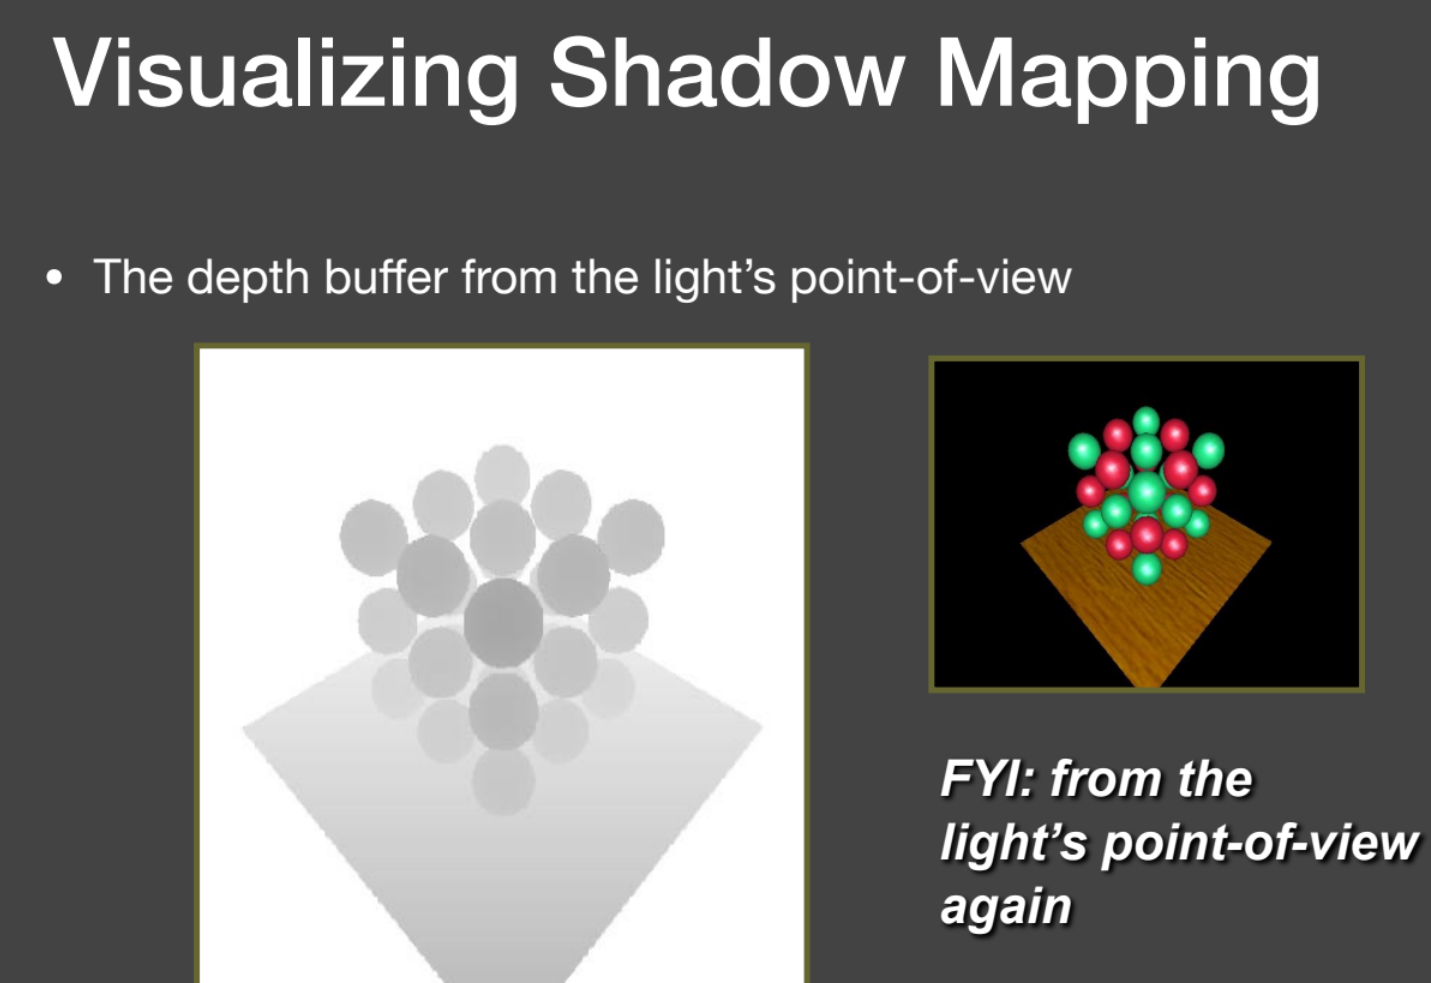 Visualizing Shadow Mapping
• The depth buffer from the light’s point-of-view
FYI: from the
light’s point-of-view
again